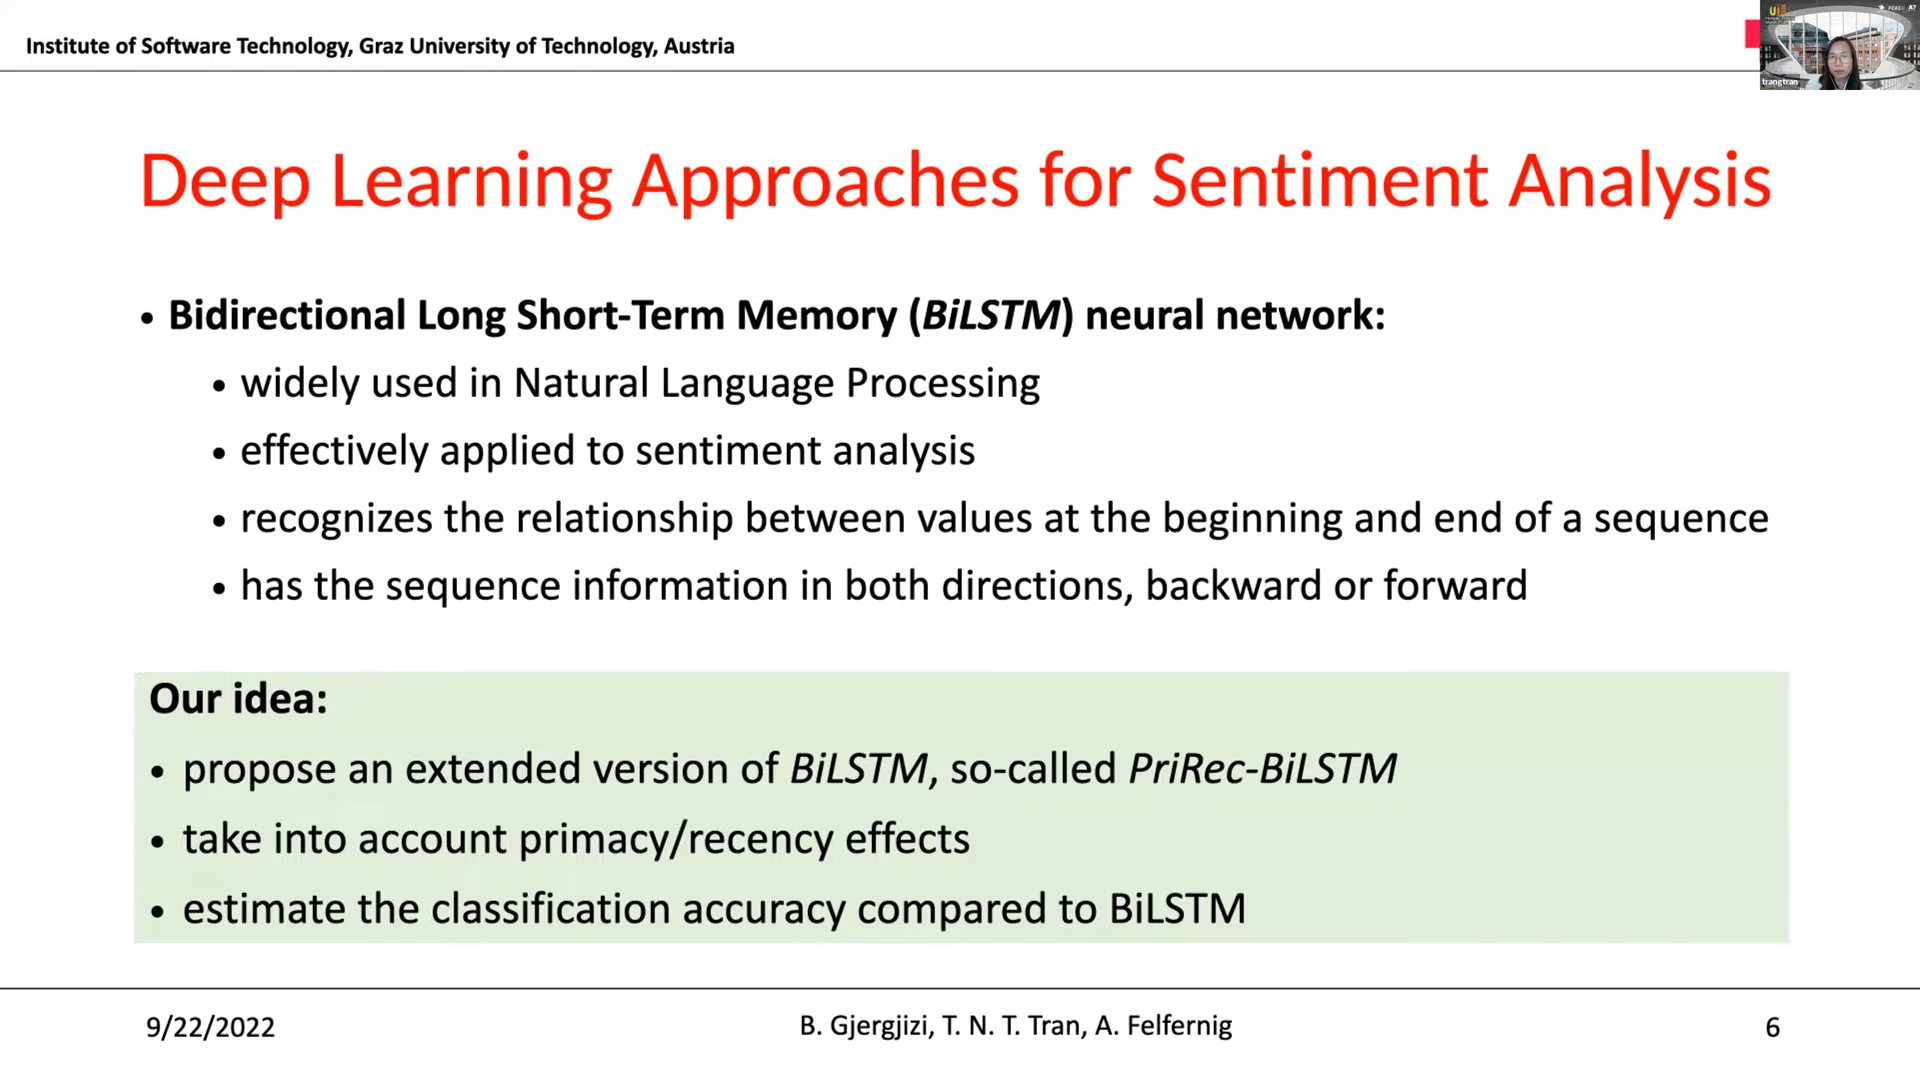 Institute of Software Technology, Graz University of Technology, Austria
trangtran
Deep Learning Approaches for Sentiment Analysis
• Bidirectional Long Short-Term Memory (BiLSTM) neural network:
• widely used in Natural Language Processing
• effectively applied to sentiment analysis
• recognizes the relationship between values at the beginning and end of a sequence
• has the sequence information in both directions, backward or forward
Our idea:
• propose an extended version of BiLSTM, so-called PriRec-BiLSTM
• take into account primacy/recency effects
• estimate the classification accuracy compared to BiLSTM
9/22/2022
B. Gjergjizi, T. N. T. Tran, A. Felfernig
6